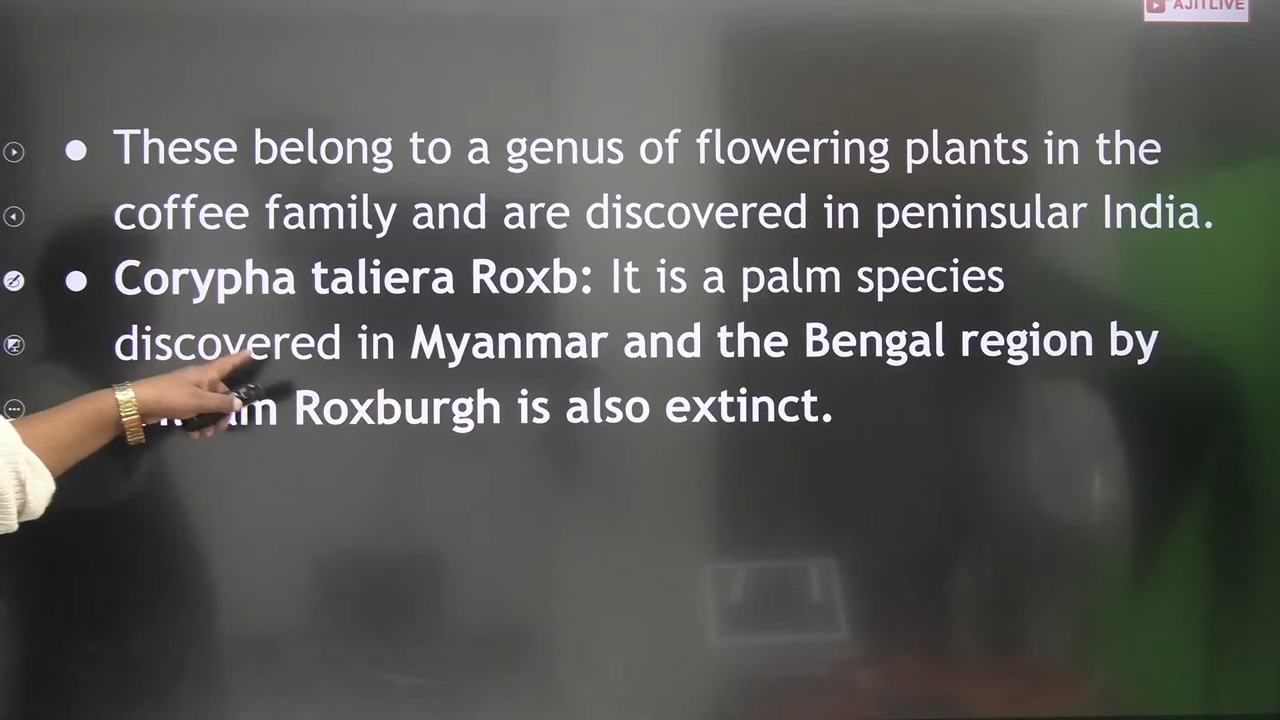 AJITLIVE
● These belong to a genus of flowering plants in the
coffee family and are discovered in peninsular India.
● Corypha taliera Roxb: It is a palm species
discovered in Myanmar and the Bengal region by
Roxburgh is also extinct.